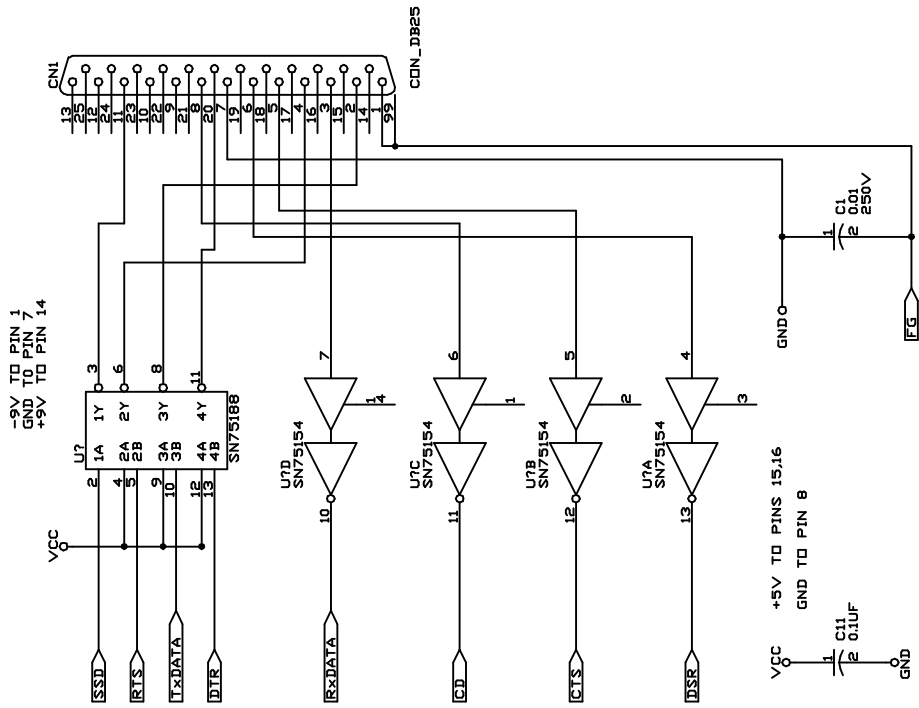 CN1
CON_DB25
13
25
12
24
11
23
10
22
9
21
8
20
7
19
6
18
5
17
4
16
3
15
2
14
1
99
-9V TO PIN 1
GND TO PIN 7
+9V TO PIN 14
U?
SN75188
3
6
8
11
1Y
2Y
3Y
4Y
1A
2A
2B
3A
3B
4A
4B
2
4
5
9
10
12
13
VCC
SSD
RTS
TxDATA
DTR
7
14
U?D
SN75154
10
RxDATA
6
1
U?C
SN75154
11
CD
5
2
U?B
SN75154
12
CTS
4
3
U?A
SN75154
13
DSR
C1
0.01
250V
1
2
GND
FG
+5V TO PINS 15,16
GND TO PIN 8
VCC
C11
0.1UF
1
2
GND